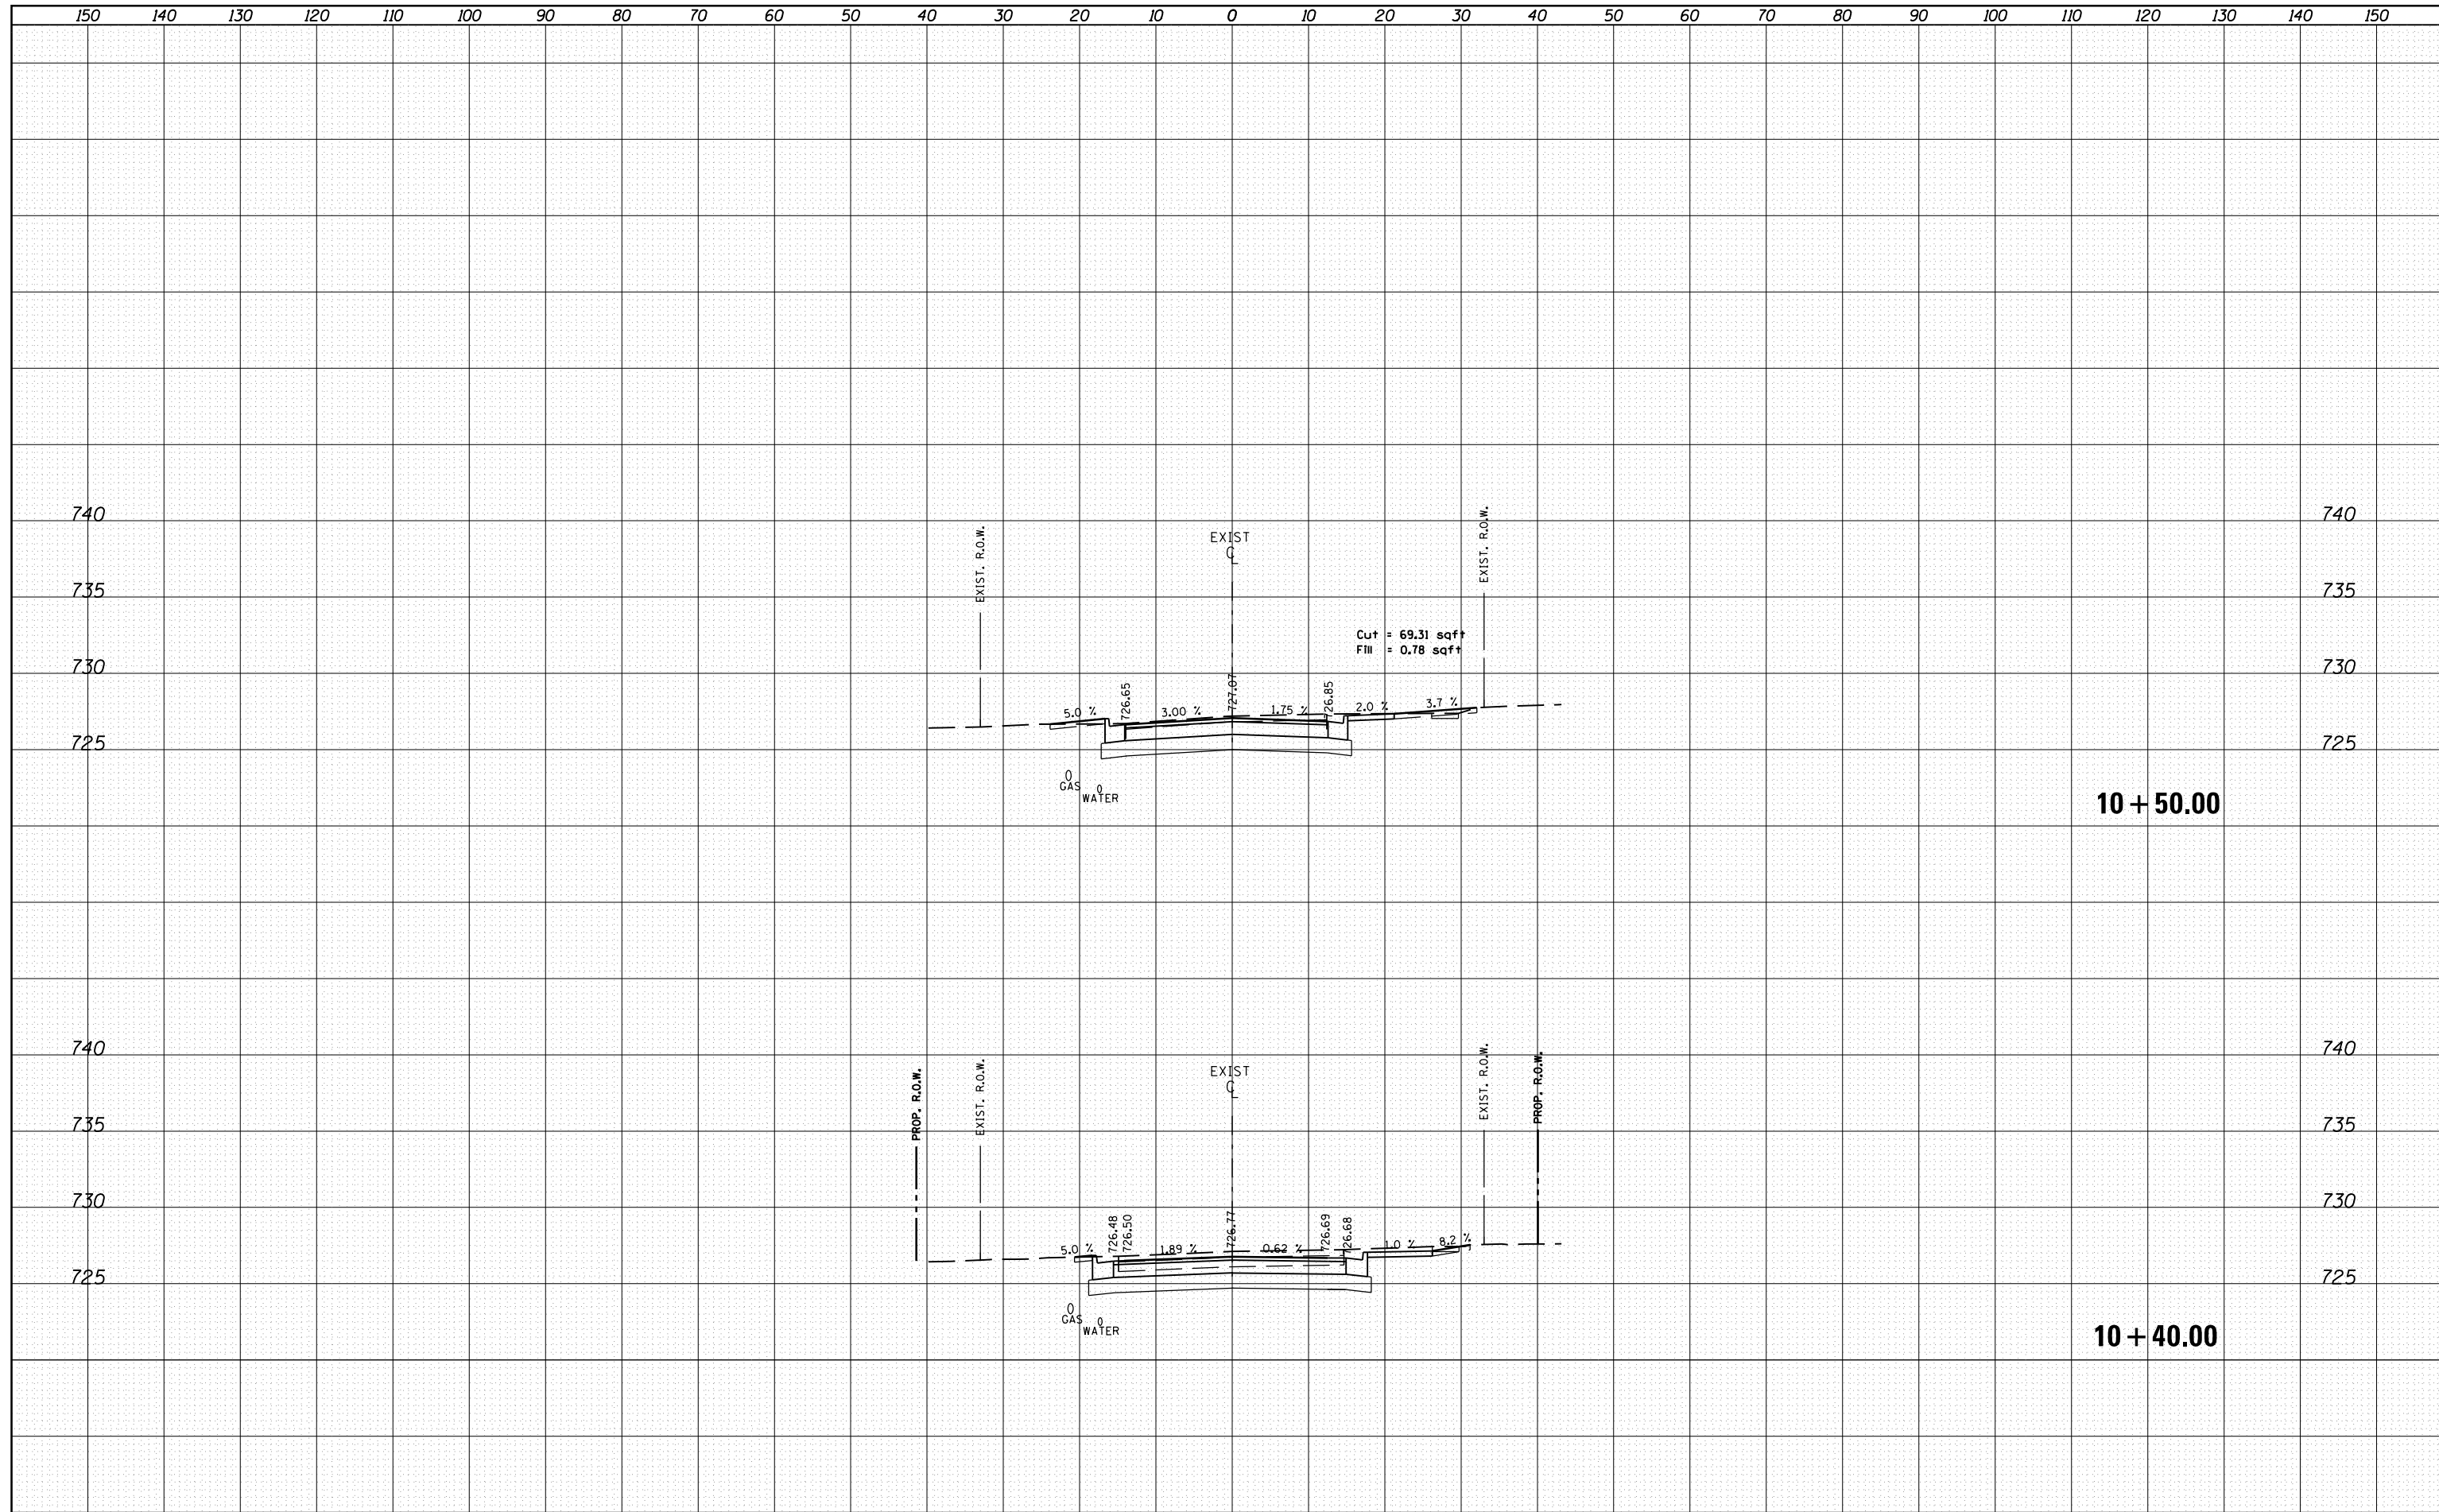 150 140 130 120 110 100 90 80 70 60 50 40 30 20 10 0 10 20 30 40 50 60 70 80 90 100 110 120 130 140 150
740 740
EXIST. R.O.W.
EXIST. R.O.W.
EXIST
CL
735 735
Cut = 69.31 sqft
Fill = 0.78 sqft
730 730
5.0 % 726.65 3.00 % 727.07 1.75 % 726.85 2.0 % 3.7 %
725 725
GAS
WATER
10+50.00
740 740
PROP. R.O.W.
EXIST. R.O.W.
EXIST
CL
EXIST. R.O.W.
PROP. R.O.W.
735 735
730 730
5.0 % 726.48 726.50 1.89 % 726.77 0.62 % 726.69 726.68 1.0 % 8.2 %
725 725
GAS
WATER
10+40.00